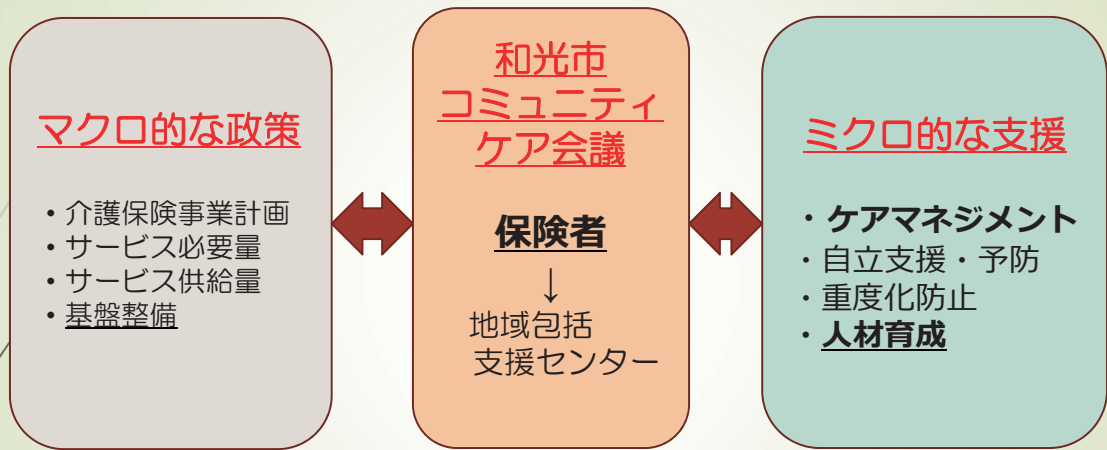 マクロ的な政策
・介護保険事業計画
・サービス必要量
・サービス供給量
・基盤整備
和光市
コミュニティ
ケア会議
保険者
↓
地域包括
支援センター
ミクロ的な支援
・ケアマネジメント
・自立支援・予防
・重度化防止
・人材育成